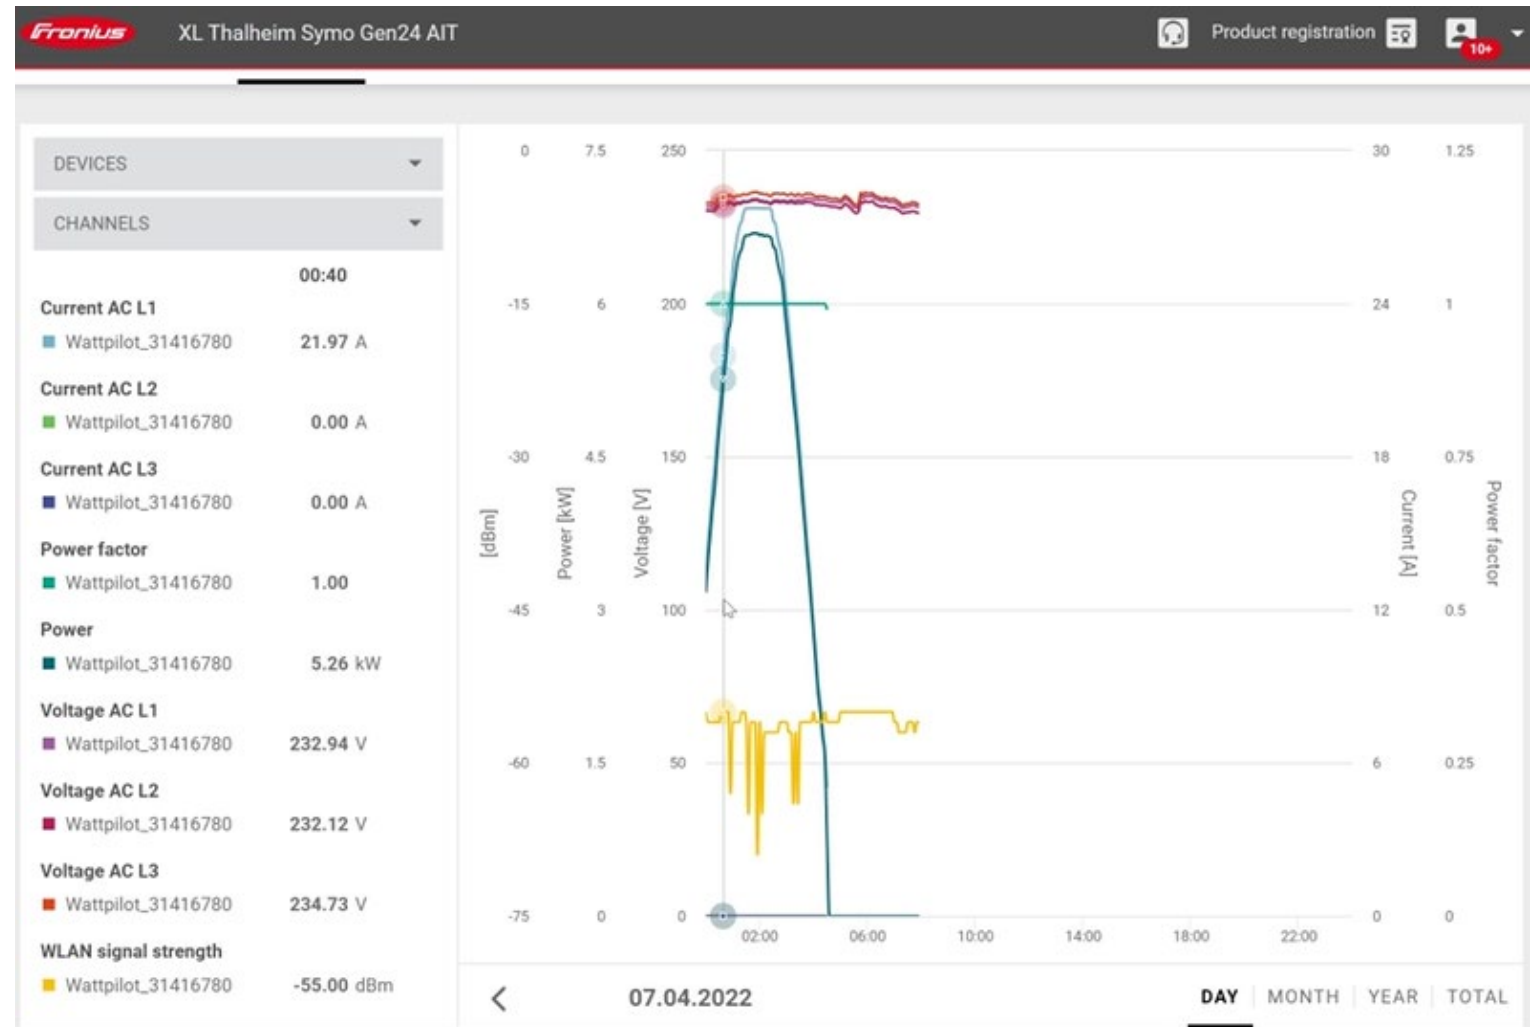 Fronius
XL Thalheim Symo Gen24 AIT
Product registration
10+
DEVICES
CHANNELS
00:40
Current AC L1
Wattpilot_31416780 21.97 A
Current AC L2
Wattpilot_31416780 0.00 A
Current AC L3
Wattpilot_31416780 0.00 A
Power factor
Wattpilot_31416780 1.00
Power
Wattpilot_31416780 5.26 kW
Voltage AC L1
Wattpilot_31416780 232.94 V
Voltage AC L2
Wattpilot_31416780 232.12 V
Voltage AC L3
Wattpilot_31416780 234.73 V
WLAN signal strength
Wattpilot_31416780 -55.00 dBm
0 7.5 250 30 1.25
-15 6 200 24 1
-30 4.5 150 18 0.75
[dBm]
Power [kW]
Voltage [V]
Current [A]
Power factor
-45 3 100 12 0.5
-60 1.5 50 6 0.25
-75 0 0 0 0
02:00 06:00 10:00 14:00 18:00 22:00
07.04.2022
DAY MONTH YEAR TOTAL